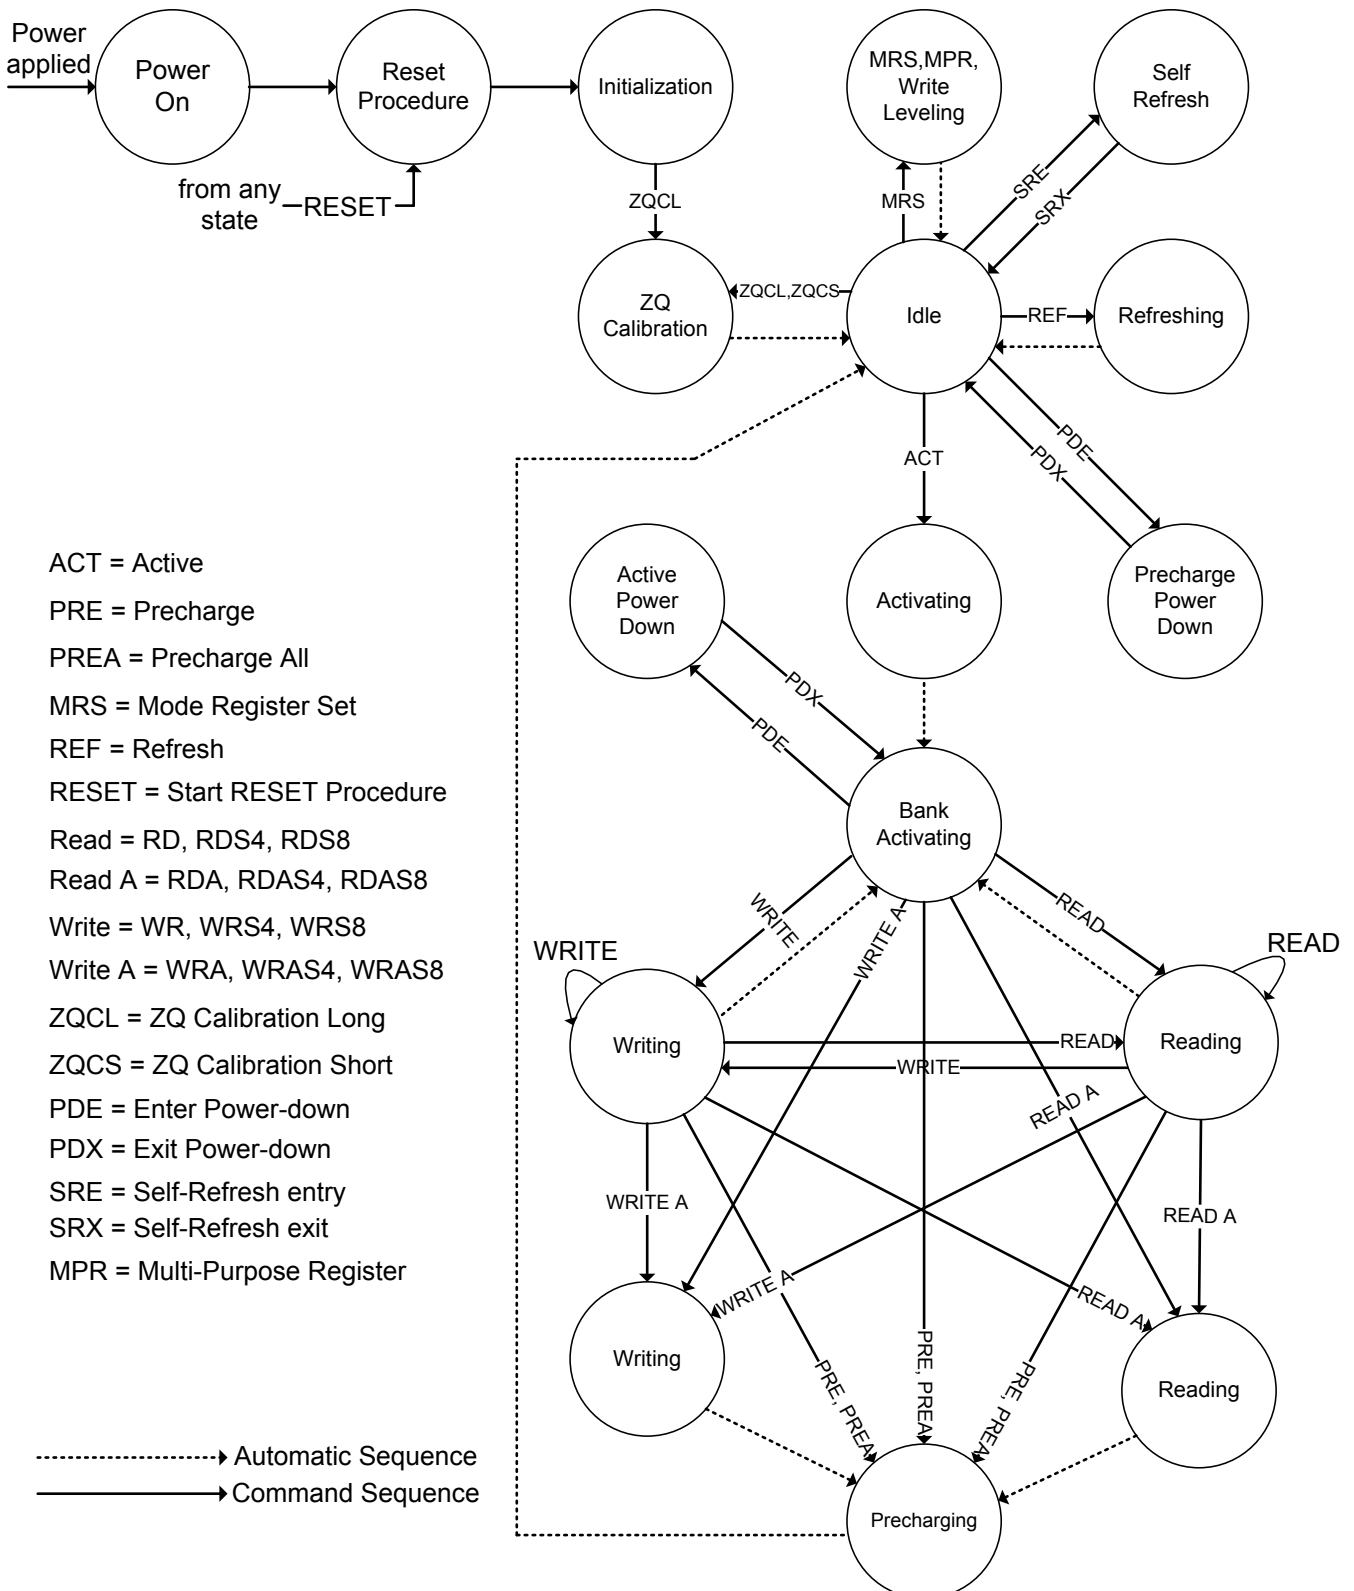 Power
applied
Power
On
Reset
Procedure
Initialization
MRS,MPR,
Write
Leveling
Self
Refresh
from any
state
RESET
ZQCL
MRS
SRE
SRX
ZQ
Calibration
ZQCL,ZQCS
Idle
REF
Refreshing
ACT
PDE
PDX
Active
Power
Down
Activating
Precharge
Power
Down
PDX
PDE
Bank
Activating
WRITE
WRITE A
READ
WRITE
READ
Writing
READ
WRITE
Reading
READ A
WRITE A
READ A
WRITE A
READ A
Writing
PRE, PREA
PRE, PREA
PRE, PREA
Reading
Precharging
ACT = Active
PRE = Precharge
PREA = Precharge All
MRS = Mode Register Set
REF = Refresh
RESET = Start RESET Procedure
Read = RD, RDS4, RDS8
Read A = RDA, RDAS4, RDAS8
Write = WR, WRS4, WRS8
Write A = WRA, WRAS4, WRAS8
ZQCL = ZQ Calibration Long
ZQCS = ZQ Calibration Short
PDE = Enter Power-down
PDX = Exit Power-down
SRE = Self-Refresh entry
SRX = Self-Refresh exit
MPR = Multi-Purpose Register
Automatic Sequence
Command Sequence